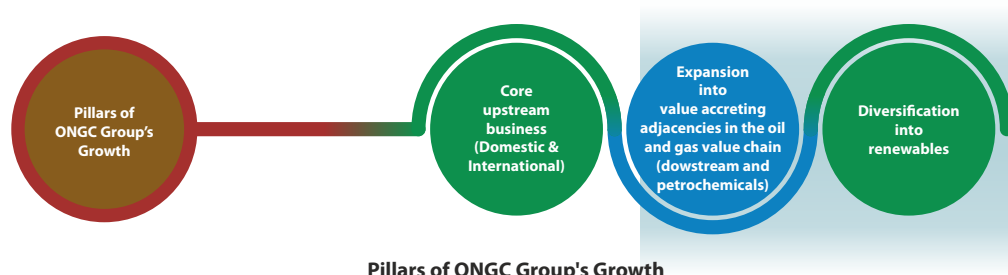 Pillars of
ONGC Group's
Growth
Core
upstream
business
(Domestic &
International)
Expansion
into
value accreting
adjacencies in the oil
and gas value chain
(dowstream and
petrochemicals)
Diversification
into
renewables
Pillars of ONGC Group's Growth